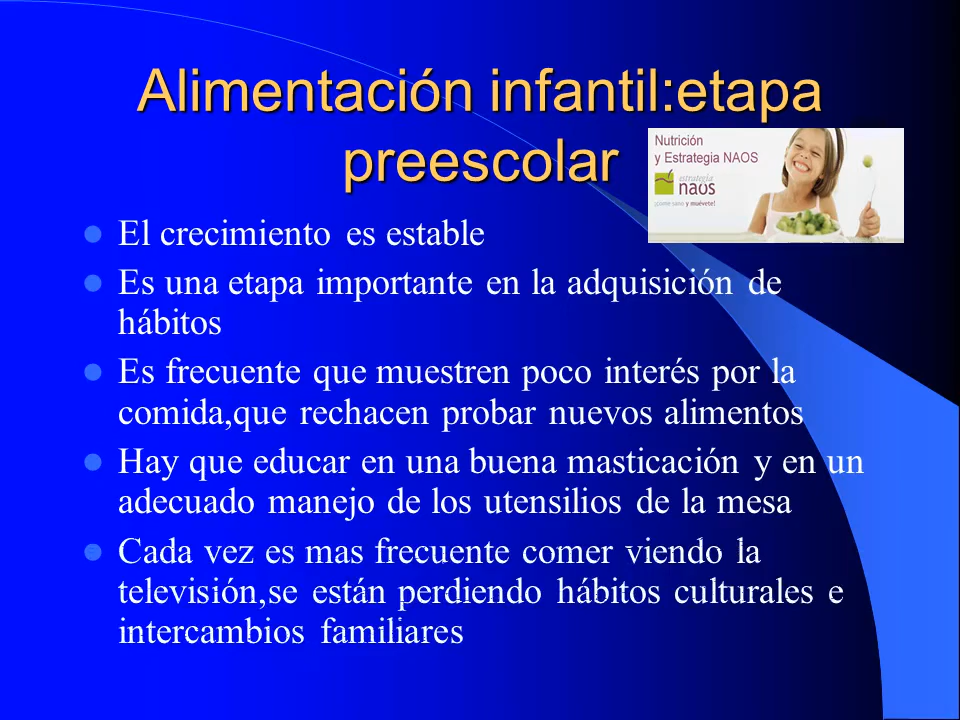 Alimentación infantil:etapa
preescolar
Nutrición
y Estrategia NAOS
estrategia
naos
¡come sano y muévete!
El crecimiento es estable
Es una etapa importante en la adquisición de
hábitos
Es frecuente que muestren poco interés por la
comida,que rechacen probar nuevos alimentos
Hay que educar en una buena masticación y en un
adecuado manejo de los utensilios de la mesa
Cada vez es mas frecuente comer viendo la
televisión,se están perdiendo hábitos culturales e
intercambios familiares